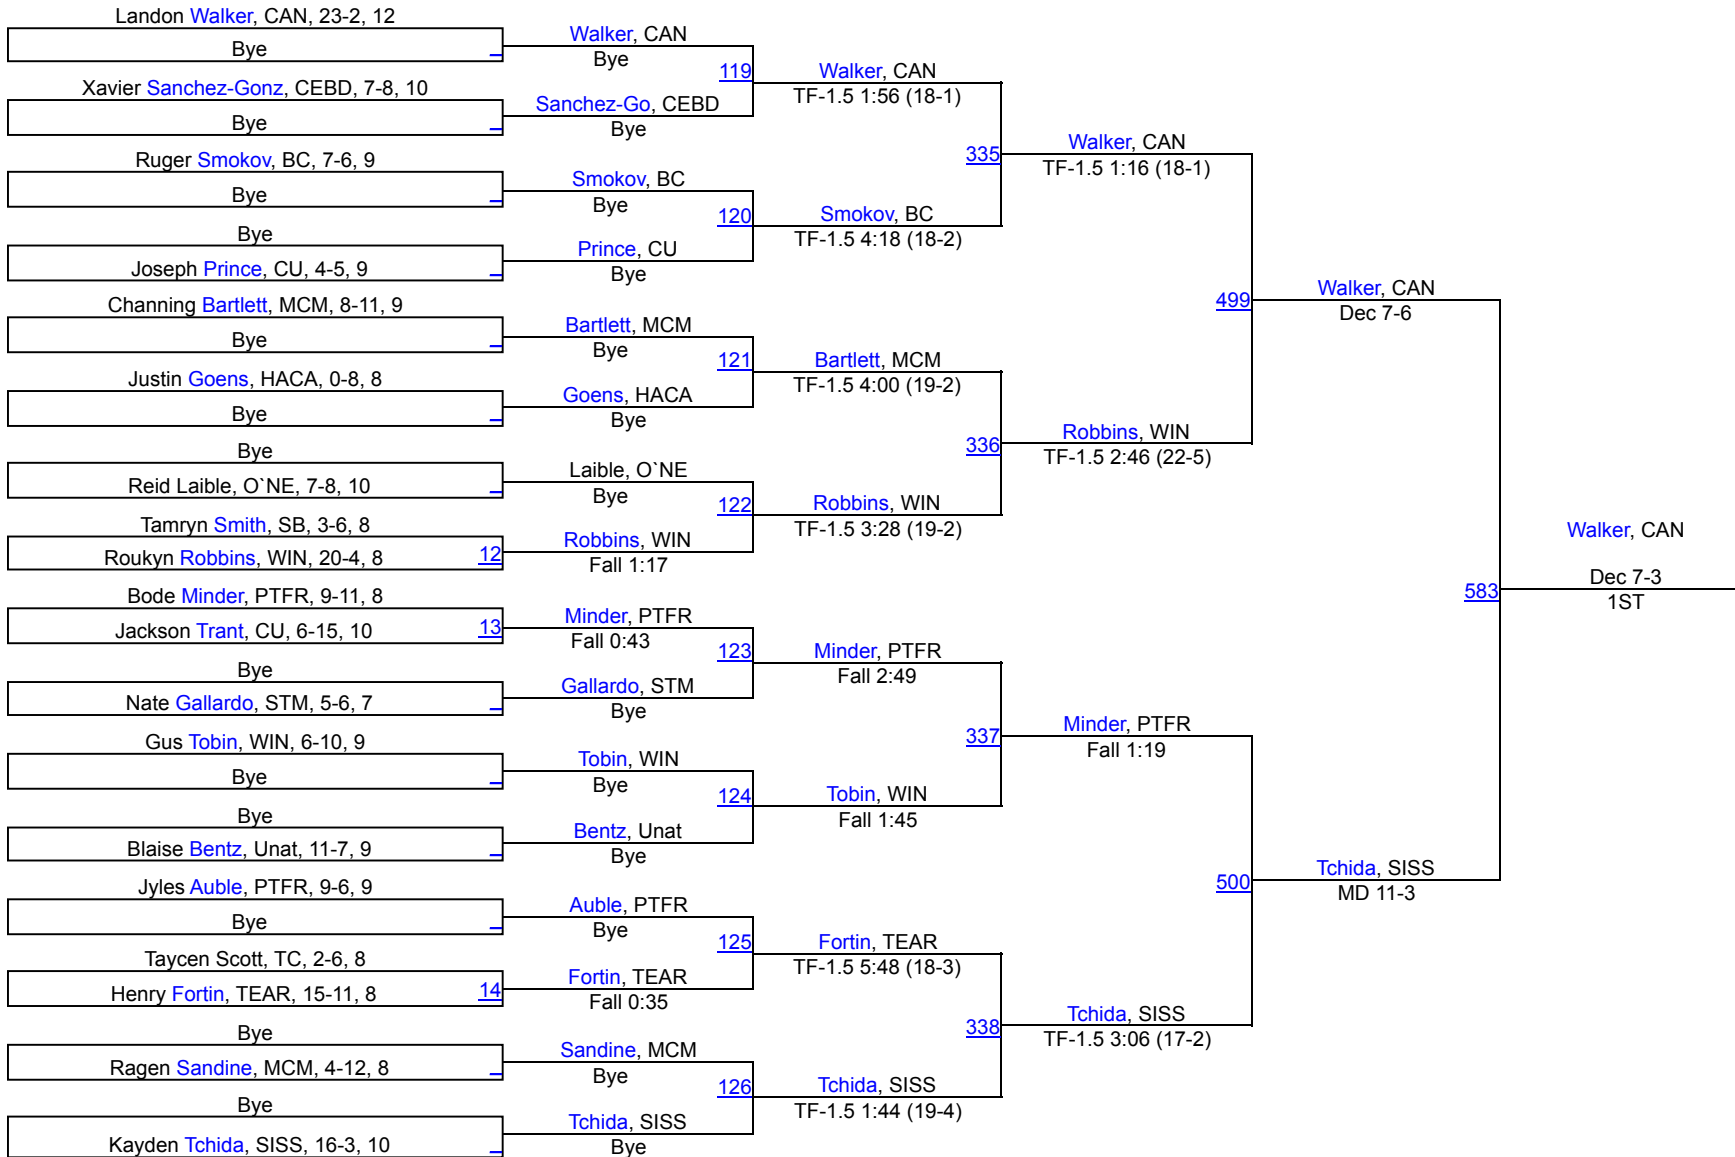 Landon Walker, CAN, 23-2, 12
Bye
Xavier Sanchez-Gonz, CEBD, 7-8, 10
Bye
Ruger Smokov, BC, 7-6, 9
Bye
Bye
Joseph Prince, CU, 4-5, 9
Channing Bartlett, MCM, 8-11, 9
Bye
Justin Goens, HACA, 0-8, 8
Bye
Bye
Reid Laible, O`NE, 7-8, 10
Tamryn Smith, SB, 3-6, 8
Roukyn Robbins, WIN, 20-4, 8
12
Bode Minder, PTFR, 9-11, 8
Jackson Trant, CU, 6-15, 10
13
Bye
Nate Gallardo, STM, 5-6, 7
Gus Tobin, WIN, 6-10, 9
Bye
Bye
Blaise Bentz, Unat, 11-7, 9
Jyles Auble, PTFR, 9-6, 9
Bye
Taycen Scott, TC, 2-6, 8
Henry Fortin, TEAR, 15-11, 8
14
Bye
Ragen Sandine, MCM, 4-12, 8
Bye
Kayden Tchida, SISS, 16-3, 10
Walker, CAN
Bye
119
Sanchez-Go, CEBD
Bye
Smokov, BC
Bye
120
Prince, CU
Bye
Bartlett, MCM
Bye
121
Goens, HACA
Bye
Laible, O`NE
Bye
122
Robbins, WIN
Fall 1:17
Minder, PTFR
Fall 0:43
123
Gallardo, STM
Bye
Tobin, WIN
Bye
124
Bentz, Unat
Bye
Auble, PTFR
Bye
125
Fortin, TEAR
Fall 0:35
Sandine, MCM
Bye
126
Tchida, SISS
Bye
Walker, CAN
TF-1.5 1:56 (18-1)
335
Smokov, BC
TF-1.5 4:18 (18-2)
Bartlett, MCM
TF-1.5 4:00 (19-2)
336
Robbins, WIN
TF-1.5 3:28 (19-2)
Minder, PTFR
Fall 2:49
337
Tobin, WIN
Fall 1:45
Fortin, TEAR
TF-1.5 5:48 (18-3)
338
Tchida, SISS
TF-1.5 1:44 (19-4)
Walker, CAN
TF-1.5 1:16 (18-1)
499
Robbins, WIN
TF-1.5 2:46 (22-5)
Minder, PTFR
Fall 1:19
500
Tchida, SISS
TF-1.5 3:06 (17-2)
Walker, CAN
Dec 7-6
583
Tchida, SISS
MD 11-3
Walker, CAN
Dec 7-3
1ST